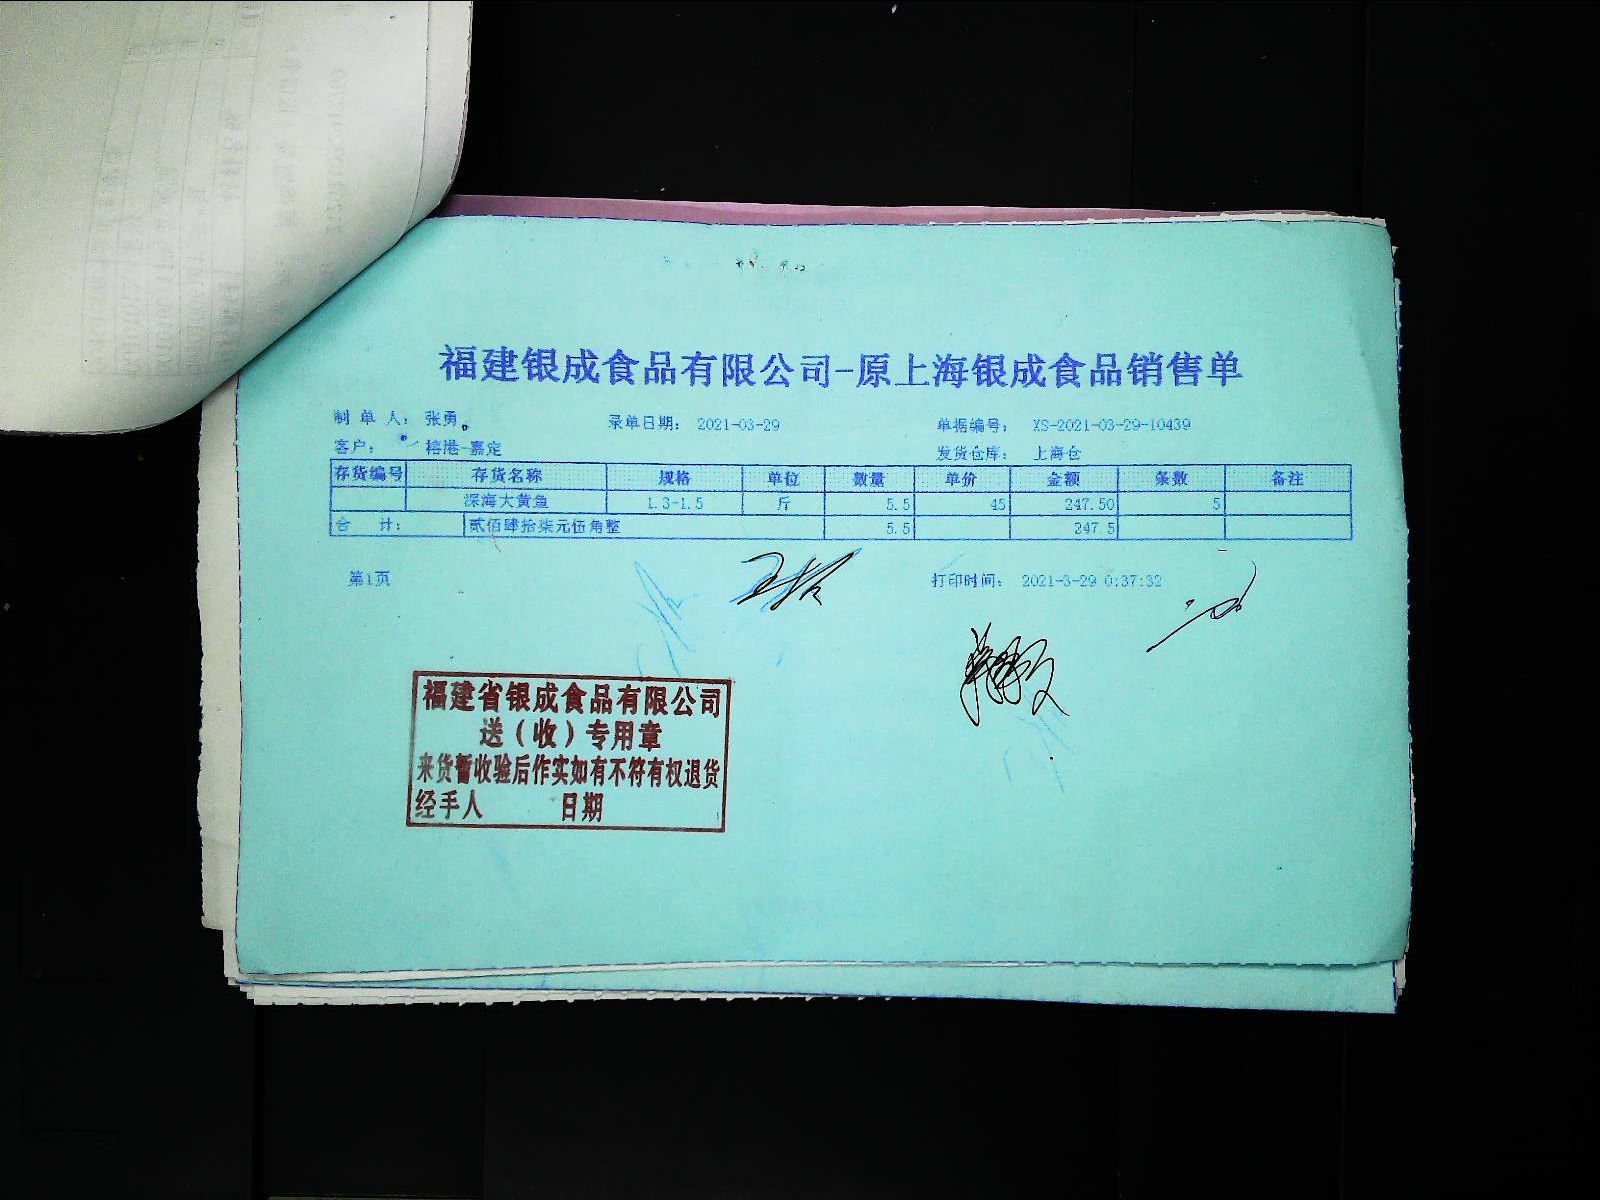 福建银成食品有限公司-原上海银成食品销售单
制 单 人： 张勇 录单日期： 2021-03-29 单据编号： XS-2021-03-29-10439
客户： 榕港-嘉定 发货仓库： 上海仓
存货编号 存货名称 规格 单位 数量 单价 金额 条数 备注
深海大黄鱼 1.3-1.5 斤 5.5 45 247.50 5
合 计： 贰佰肆拾柒元伍角整 5.5 247.5
第1页 打印时间： 2021-3-29 0:37:32
福建省银成食品有限公司
送（收）专用章
来货暂收验后作实如有不符有权退货
经手人 日期